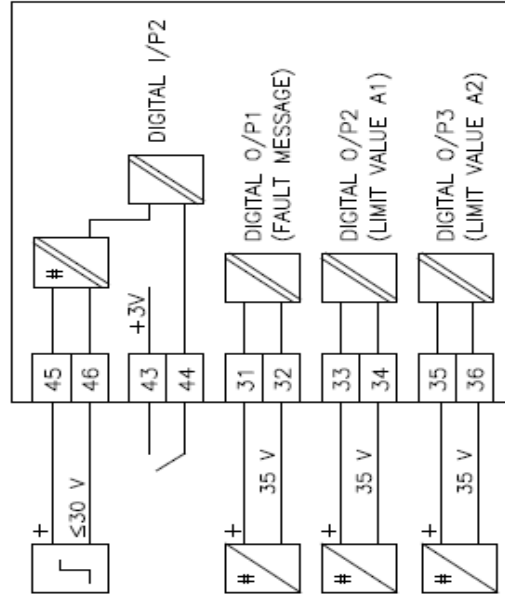 DIGITAL I/P2
#
+3V
45
46
43
44
+
≤30 V
DIGITAL O/P1
(FAULT MESSAGE)
31
32
+
35 V
#
DIGITAL O/P2
(LIMIT VALUE A1)
33
34
+
35 V
#
DIGITAL O/P3
(LIMIT VALUE A2)
35
36
+
35 V
#